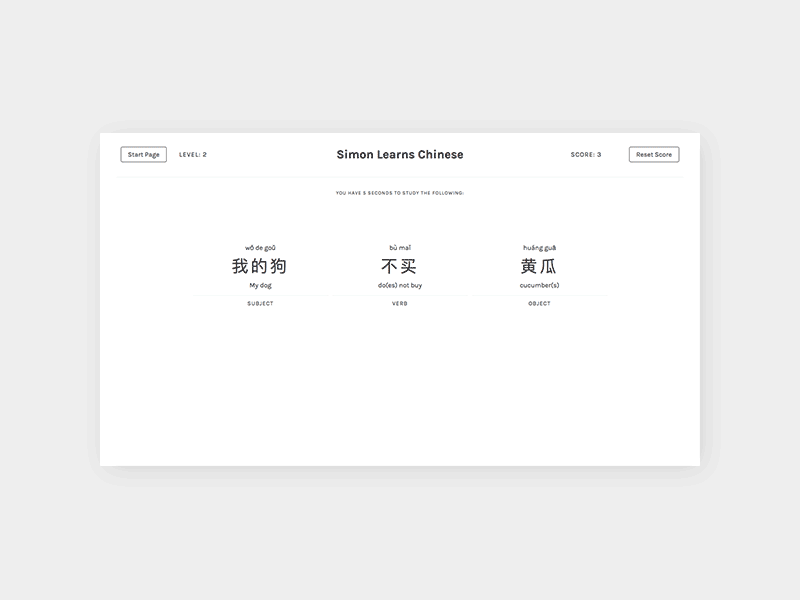 Start Page LEVEL: 2 Simon Learns Chinese SCORE: 3 Reset Score
YOU HAVE 5 SECONDS TO STUDY THE FOLLOWING:
wǒ de goǔ bù maǐ huáng guā
我的狗 不买 黄瓜
My dog do(es) not buy cucumber(s)
SUBJECT VERB OBJECT